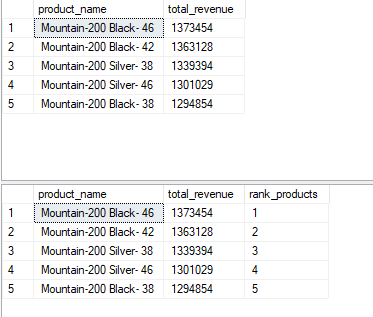 product_name total_revenue
1 Mountain-200 Black- 46 1373454
2 Mountain-200 Black- 42 1363128
3 Mountain-200 Silver- 38 1339394
4 Mountain-200 Silver- 46 1301029
5 Mountain-200 Black- 38 1294854
product_name total_revenue rank_products
1 Mountain-200 Black- 46 1373454 1
2 Mountain-200 Black- 42 1363128 2
3 Mountain-200 Silver- 38 1339394 3
4 Mountain-200 Silver- 46 1301029 4
5 Mountain-200 Black- 38 1294854 5